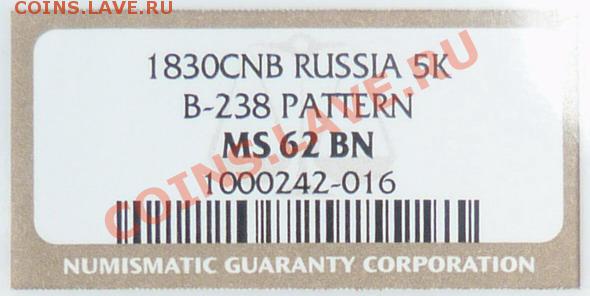 COINS.LAVE.RU
1830CNB RUSSIA 5K
B-238 PATTERN
MS 62 BN
1000242-016
COINS.LAVE.RU
NUMISMATIC GUARANTY CORPORATION